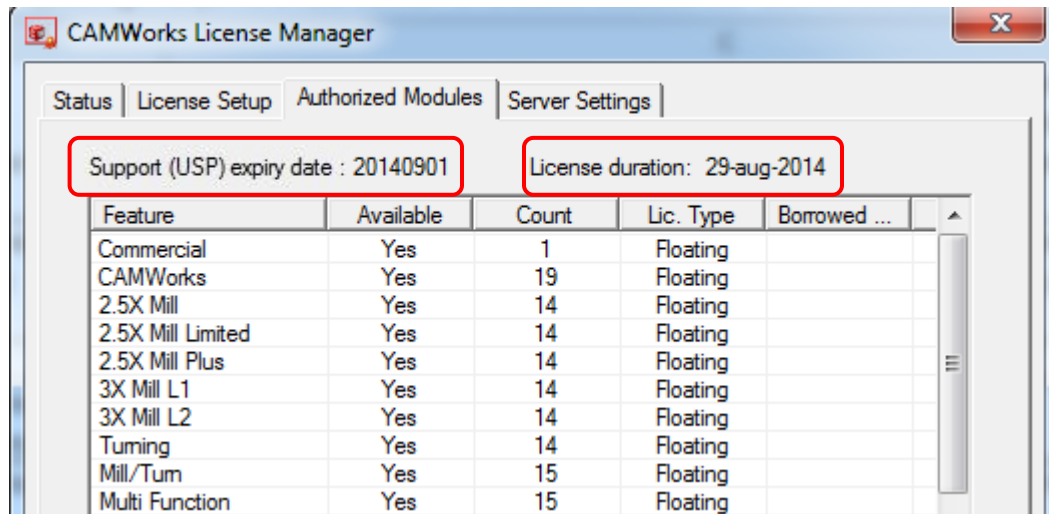 CAMWorks License Manager
Status License Setup Authorized Modules Server Settings
Support (USP) expiry date : 20140901 License duration: 29-aug-2014
Feature Available Count Lic. Type Borrowed ...
Commercial Yes 1 Floating
CAMWorks Yes 19 Floating
2.5X Mill Yes 14 Floating
2.5X Mill Limited Yes 14 Floating
2.5X Mill Plus Yes 14 Floating
3X Mill L1 Yes 14 Floating
3X Mill L2 Yes 14 Floating
Turning Yes 14 Floating
Mill/Turn Yes 15 Floating
Multi Function Yes 15 Floating